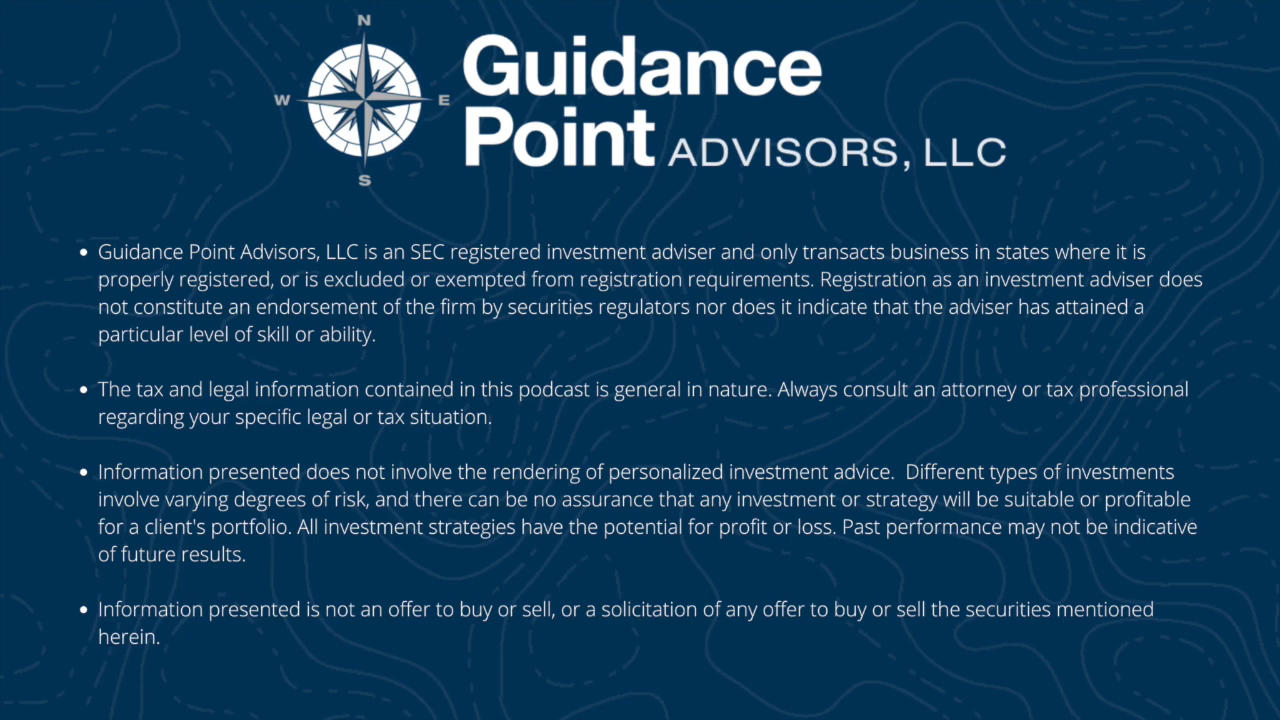 N
W
E
S
Guidance
Point ADVISORS, LLC
• Guidance Point Advisors, LLC is an SEC registered investment adviser and only transacts business in states where it is
properly registered, or is excluded or exempted from registration requirements. Registration as an investment adviser does
not constitute an endorsement of the firm by securities regulators nor does it indicate that the adviser has attained a
particular level of skill or ability.
• The tax and legal information contained in this podcast is general in nature. Always consult an attorney or tax professional
regarding your specific legal or tax situation.
• Information presented does not involve the rendering of personalized investment advice.  Different types of investments
involve varying degrees of risk, and there can be no assurance that any investment or strategy will be suitable or profitable
for a client's portfolio. All investment strategies have the potential for profit or loss. Past performance may not be indicative
of future results.
• Information presented is not an offer to buy or sell, or a solicitation of any offer to buy or sell the securities mentioned
herein.